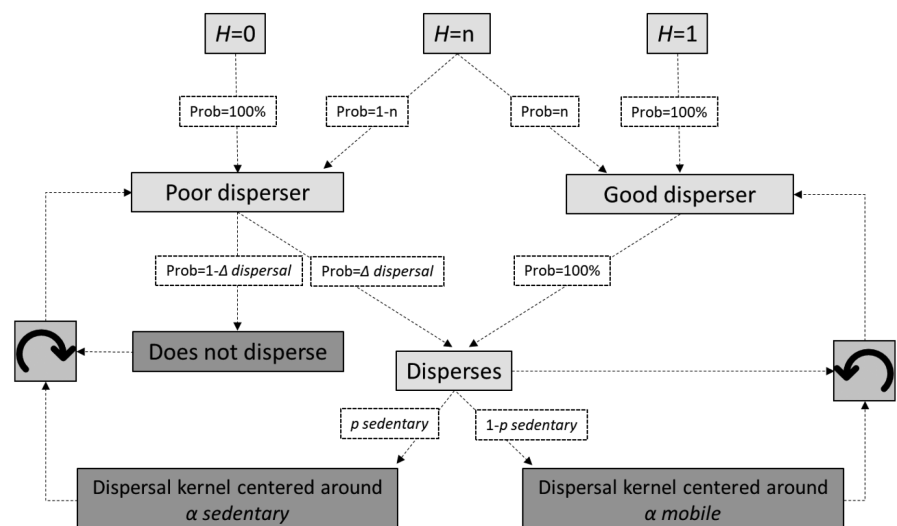 H=0
H=n
H=1
Prob=100%
Prob=1-n
Prob=n
Prob=100%
Poor disperser
Good disperser
Prob=1-Δ dispersal
Prob=Δ dispersal
Prob=100%
Does not disperse
Disperses
p sedentary
1-p sedentary
Dispersal kernel centered around
α sedentary
Dispersal kernel centered around
α mobile